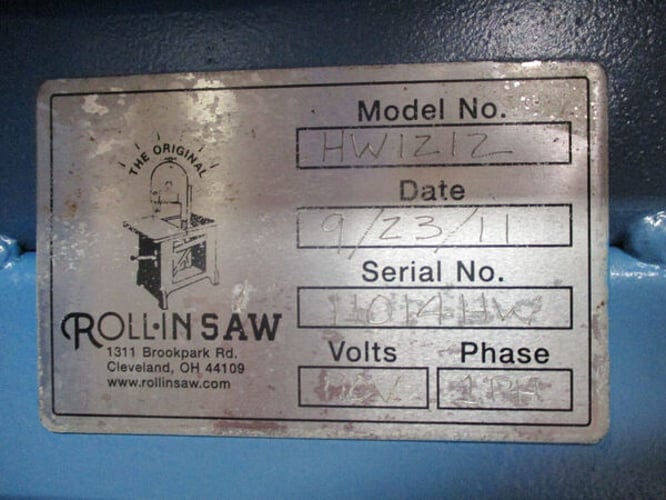 THE ORIGINAL
ROLL-IN SAW
1311 Brookpark Rd.
Cleveland, OH 44109
www.rollinsaw.com
Model No.
HW1212
Date
9/23/11
Serial No.
Volts
Phase
1PH